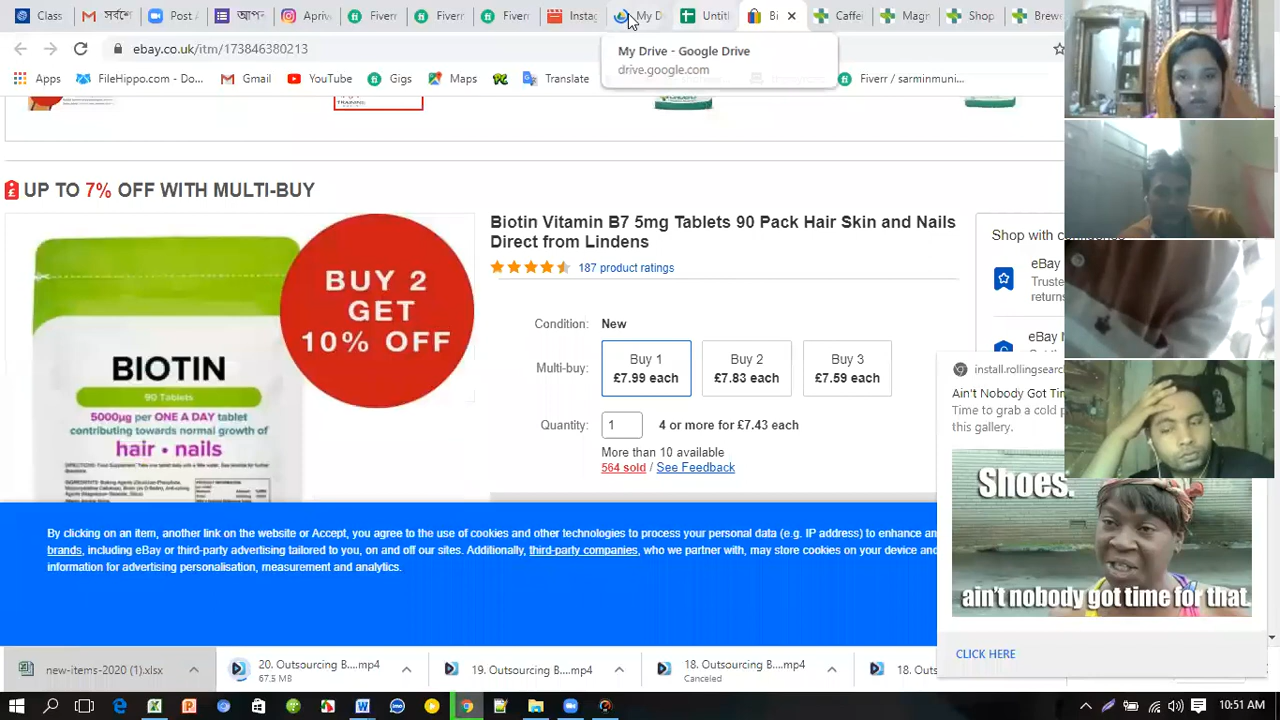 Class
Post
সর্বশে
Apriv
Fiverr
Fiverr
Fiverr
Instag
My D
Untitl
Bi
Caffe
Magn
Shop
Brewe
ebay.co.uk/itm/173846380213
My Drive - Google Drive
drive.google.com
Apps
FileHippo.com - D...
Gmail
YouTube
Gigs
Maps
Translate
Fiverr / sarminmuni...
UP TO 7% OFF WITH MULTI-BUY
BUY 2
GET
10% OFF
BIOTIN
90 Tablets
5000µg per ONE A DAY tablet
contributing towards normal growth of
hair • nails
Biotin Vitamin B7 5mg Tablets 90 Pack Hair Skin and Nails
Direct from Lindens
187 product ratings
Condition: New
Multi-buy:
Buy 1
£7.99 each
Buy 2
£7.83 each
Buy 3
£7.59 each
Quantity: 1 4 or more for £7.43 each
More than 10 available
564 sold / See Feedback
Shop with
eBay
Truste
returns
eBay
install.rollingsearc
Ain't Nobody Got Tim
Time to grab a cold p
this gallery.
Shoes.
ain't nobody got time for that.
CLICK HERE
By clicking on an item, another link on the website or Accept, you agree to the use of cookies and other technologies to process your personal data (e.g. IP address) to enhance an
brands, including eBay or third-party advertising tailored to you, on and off our sites. Additionally, third-party companies, who we partner with, may store cookies on your device and
information for advertising personalisation, measurement and analytics.
new-items-2020 (1).xlsx
20. Outsourcing B....mp4
67.5 MB
19. Outsourcing B....mp4
18. Outsourcing B....mp4
Canceled
18. Outs
10:51 AM